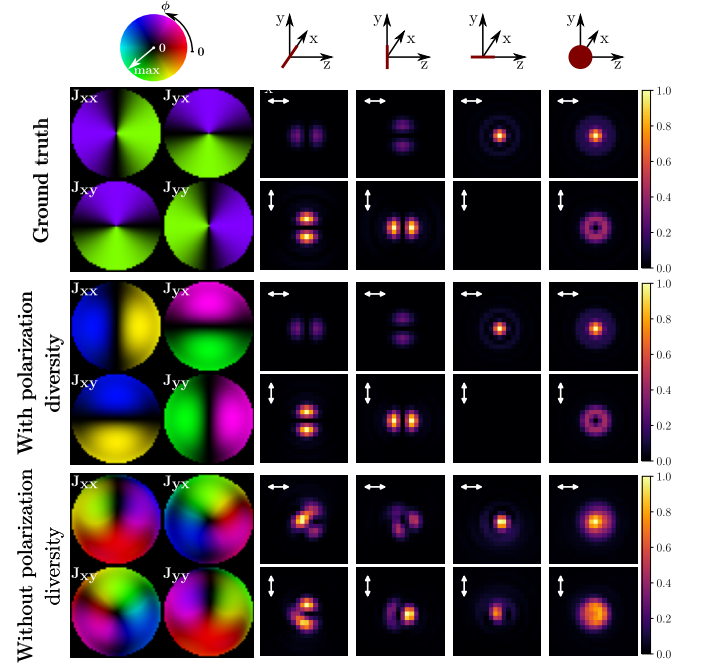 ϕ
0
0
max
y
x
z
y
x
z
y
x
z
y
x
z
Ground truth
Jxx
Jyx
x
Jxy
Jyy
1.0
0.8
0.6
0.4
0.2
0.0
With polarization
diversity
Jxx
Jyx
Jxy
Jyy
1.0
0.8
0.6
0.4
0.2
0.0
Without polarization
diversity
Jxx
Jyx
Jxy
Jyy
1.0
0.8
0.6
0.4
0.2
0.0